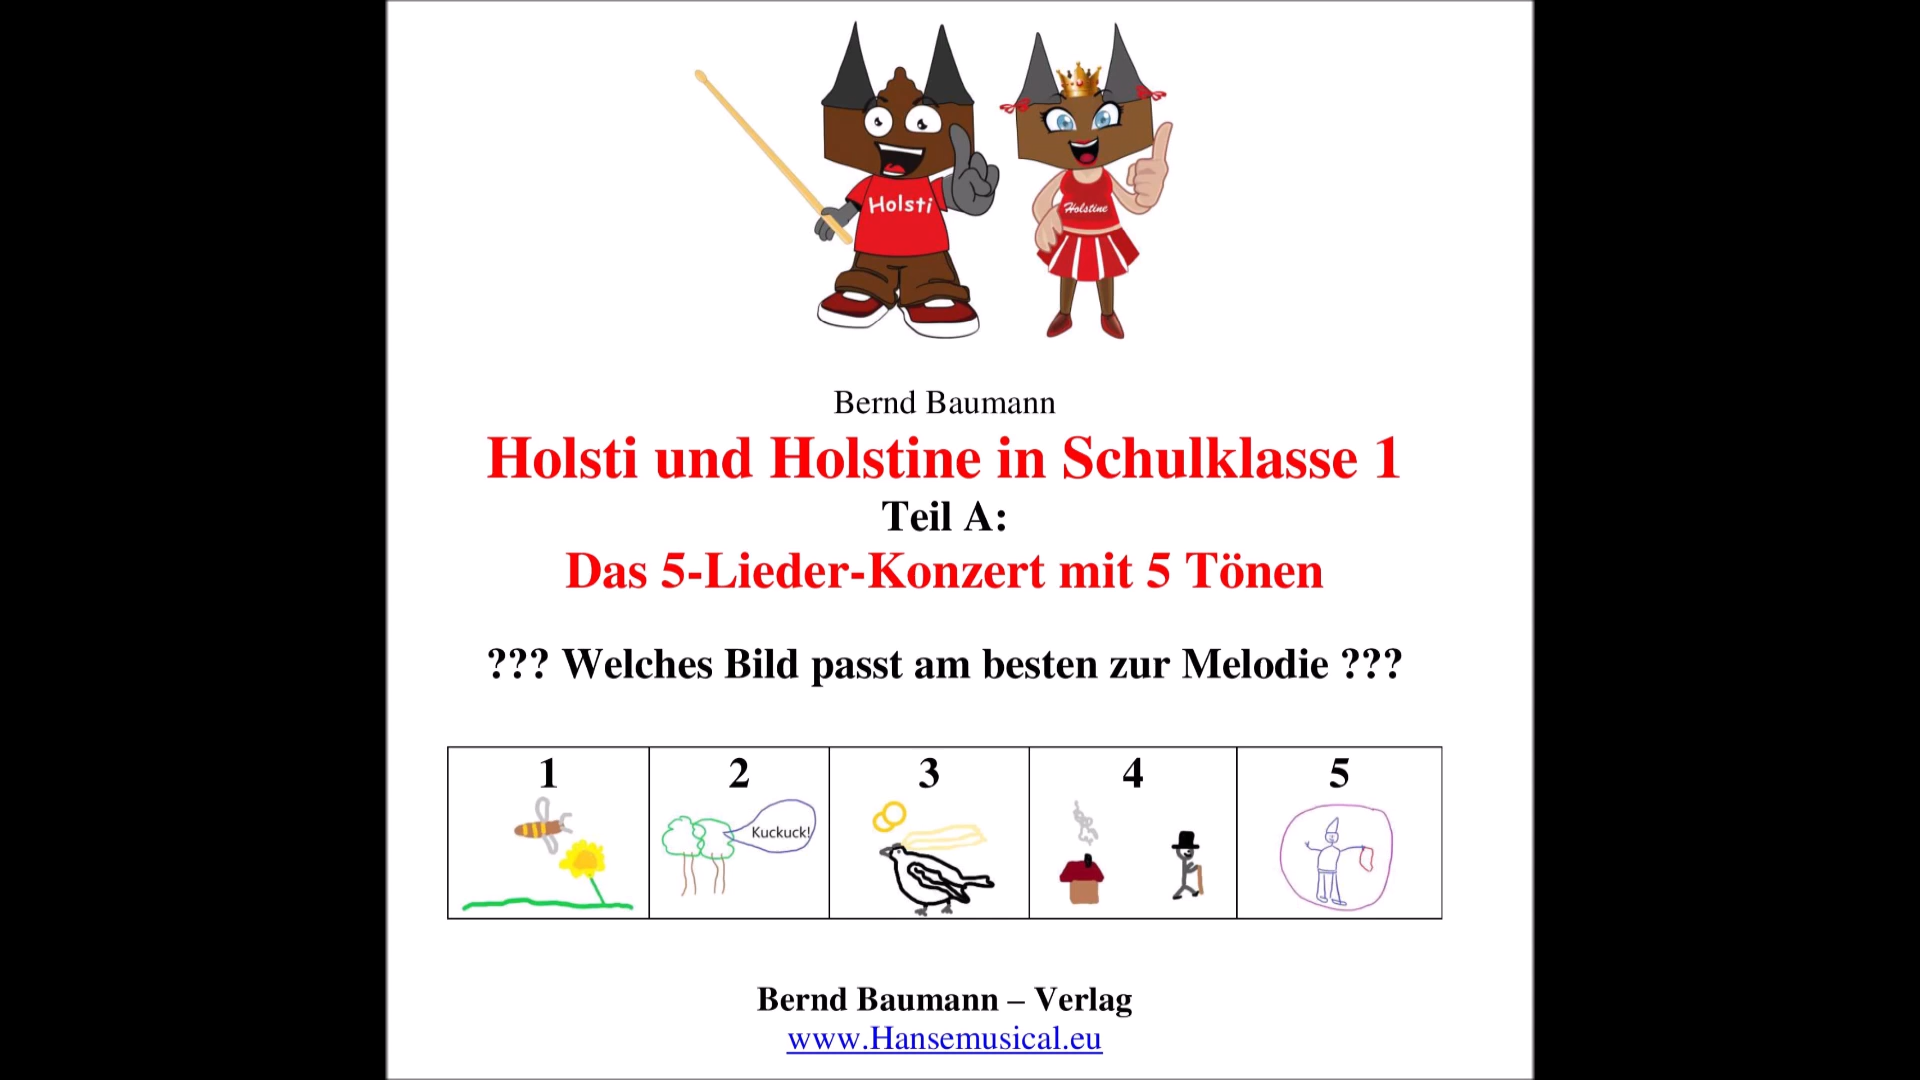 Holsti
Holstine
Bernd Baumann
Holsti und Holstine in Schulklasse 1
Teil A:
Das 5-Lieder-Konzert mit 5 Tönen
??? Welches Bild passt am besten zur Melodie ???
1 2 3 4 5
Kuckuck!
Bernd Baumann – Verlag
www.Hansemusical.eu